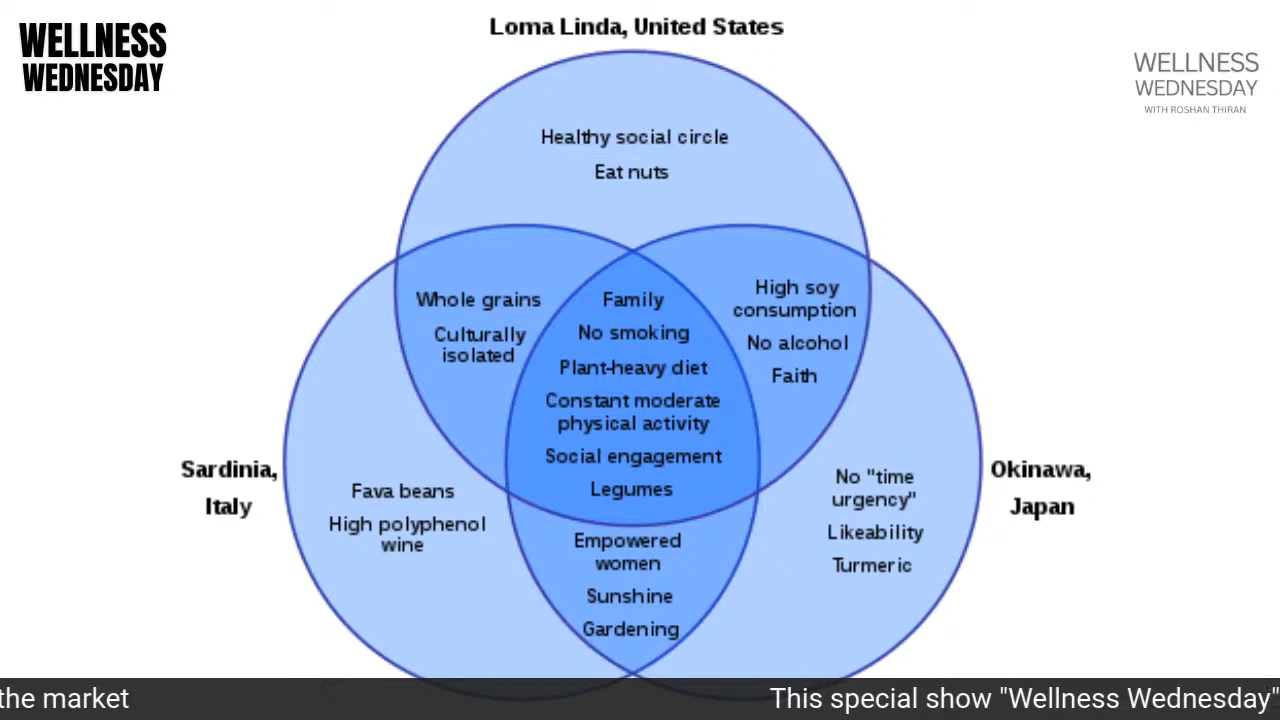 WELLNESS
WEDNESDAY
Loma Linda, United States
WELLNESS
WEDNESDAY
WITH ROSHAN THIRAN
Healthy social circle
Eat nuts
Whole grains
Culturally
isolated
Family
No smoking
Plant-heavy diet
Constant moderate
physical activity
Social engagement
Legumes
High soy
consumption
No alcohol
Faith
Sardinia,
Italy
Fava beans
High polyphenol
wine
Empowered
women
Sunshine
Gardening
No "time
urgency"
Likeability
Turmeric
Okinawa,
Japan
the market
This special show "Wellness Wednesday"